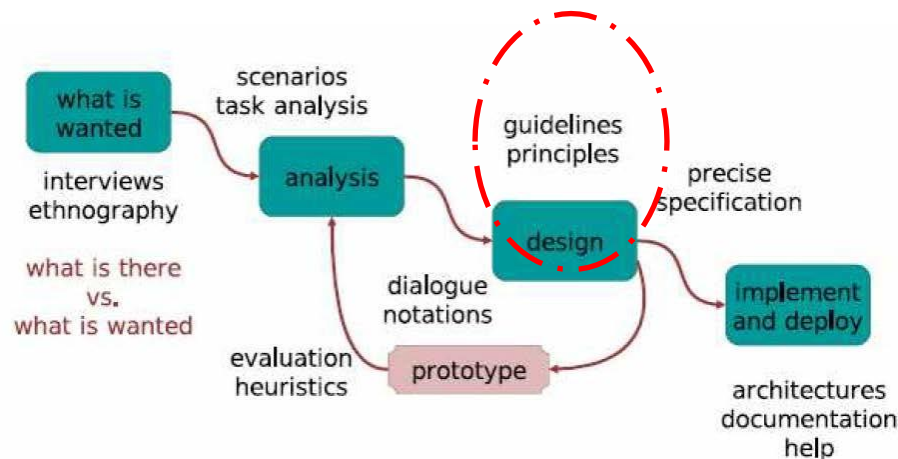 what is
wanted
interviews
ethnography
what is there
vs.
what is wanted
scenarios
task analysis
analysis
guidelines
principles
design
dialogue
notations
precise
specification
evaluation
heuristics
prototype
implement
and deploy
architectures
documentation
help